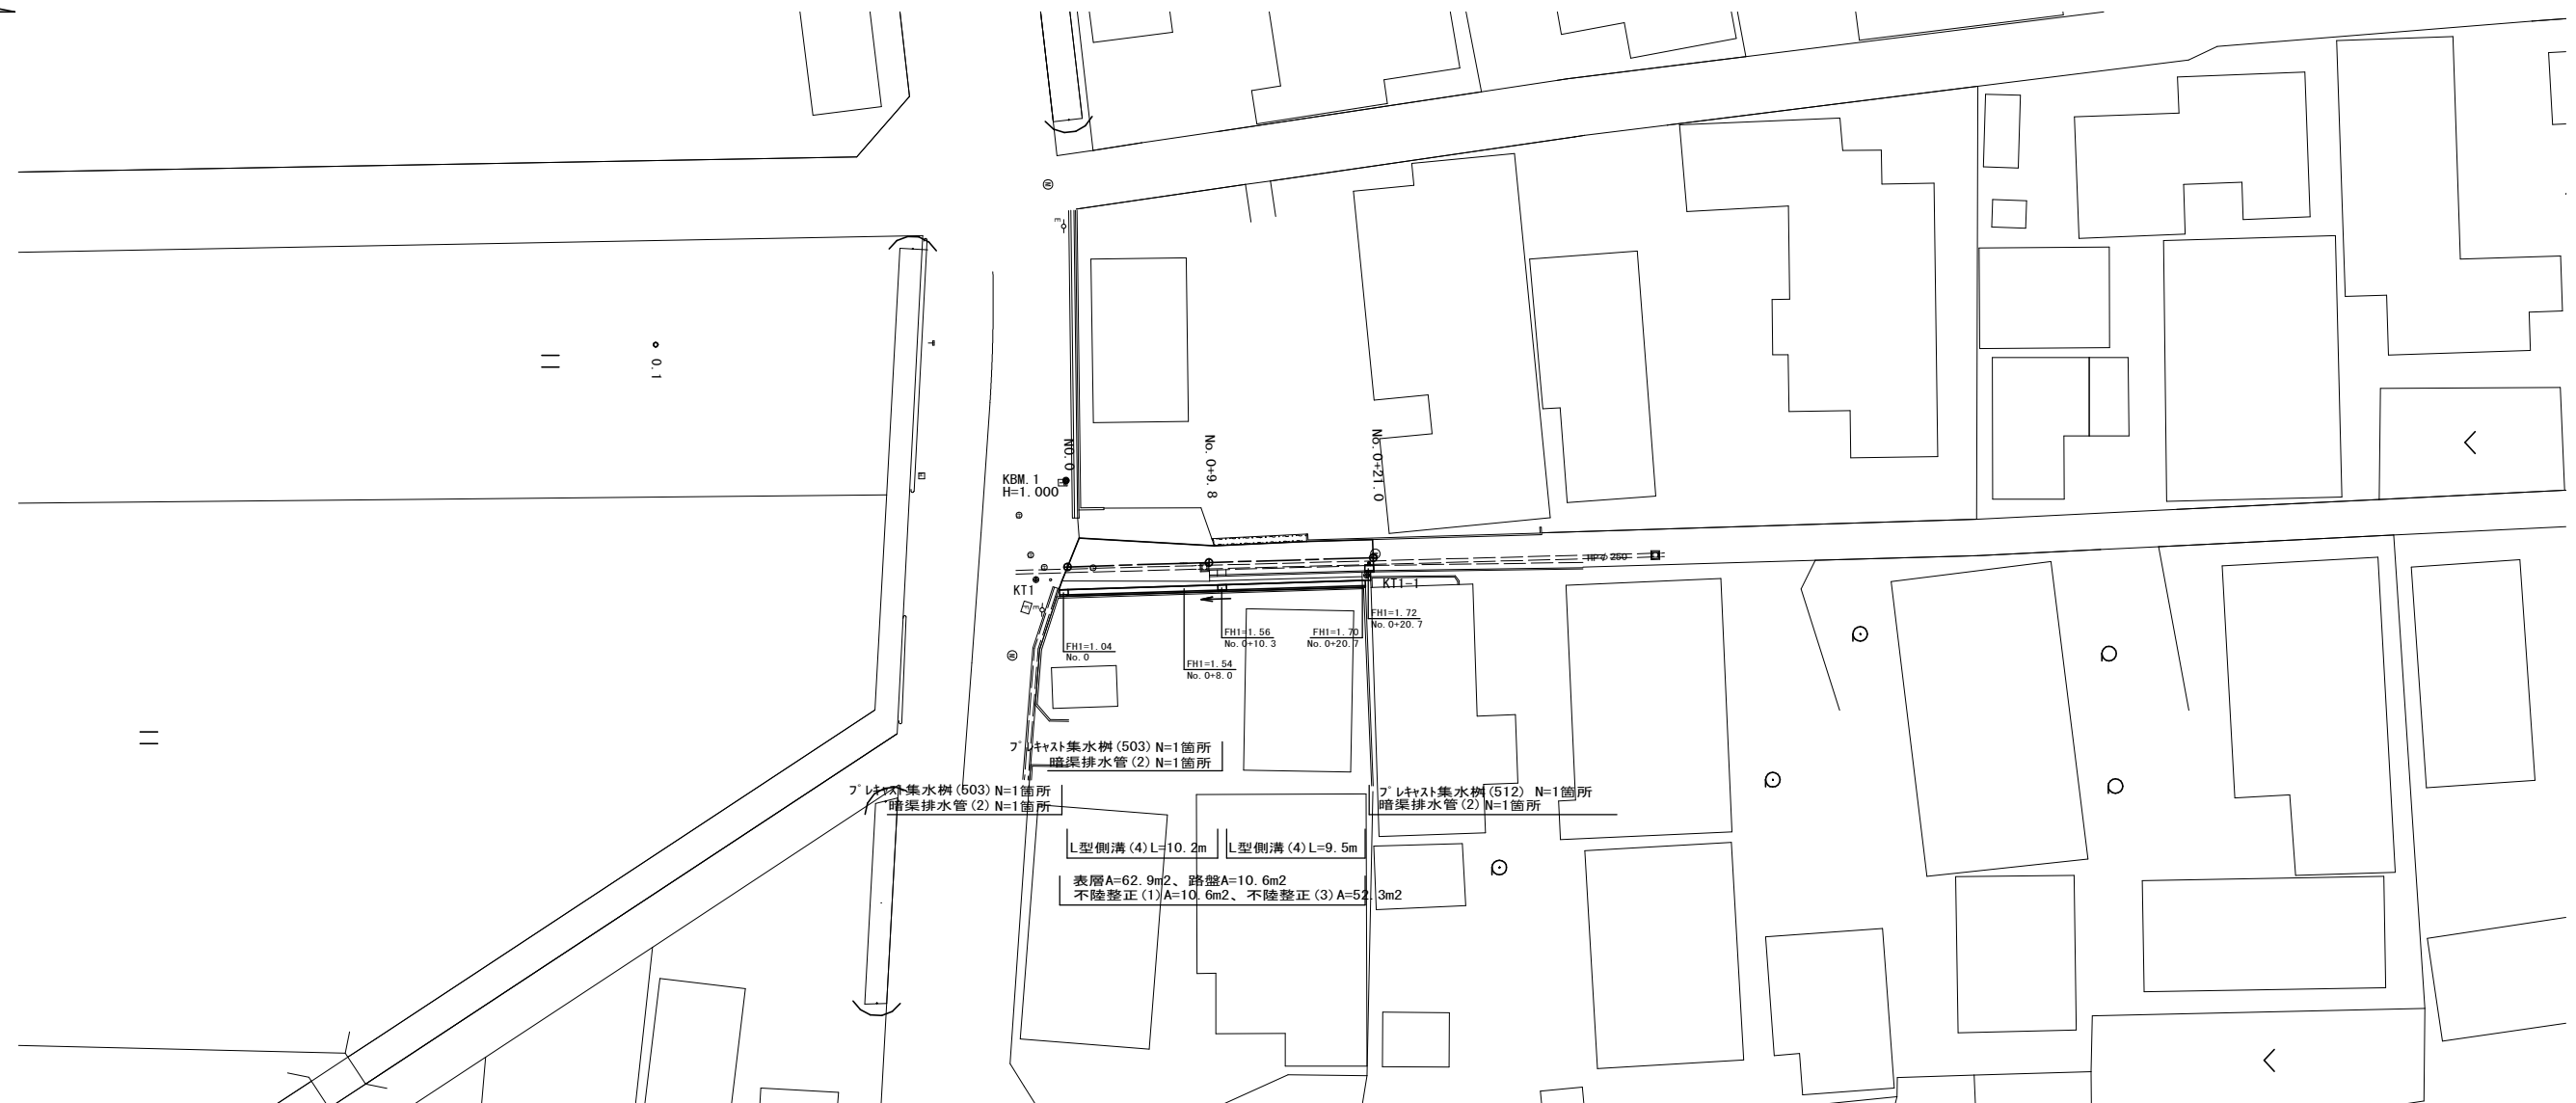 0.1
No.0
No.0+9.8
No.0+21.0
KBM.1
H=1.000
HPφ250
KT1
KT1-1
FH1=1.04
No.0
FH1=1.54
No.0+8.0
FH1=1.56
No.0+10.3
FH1=1.70
No.0+20.7
FH1=1.72
No.0+20.7
プレキャスト集水桝(503) N=1箇所
暗渠排水管(2) N=1箇所
プレキャスト集水桝(503) N=1箇所
暗渠排水管(2) N=1箇所
プレキャスト集水桝(512) N=1箇所
暗渠排水管(2) N=1箇所
L型側溝(4)L=10.2m
L型側溝(4)L=9.5m
表層A=62.9m2、路盤A=10.6m2
不陸整正(1)A=10.6m2、不陸整正(3)A=52.3m2